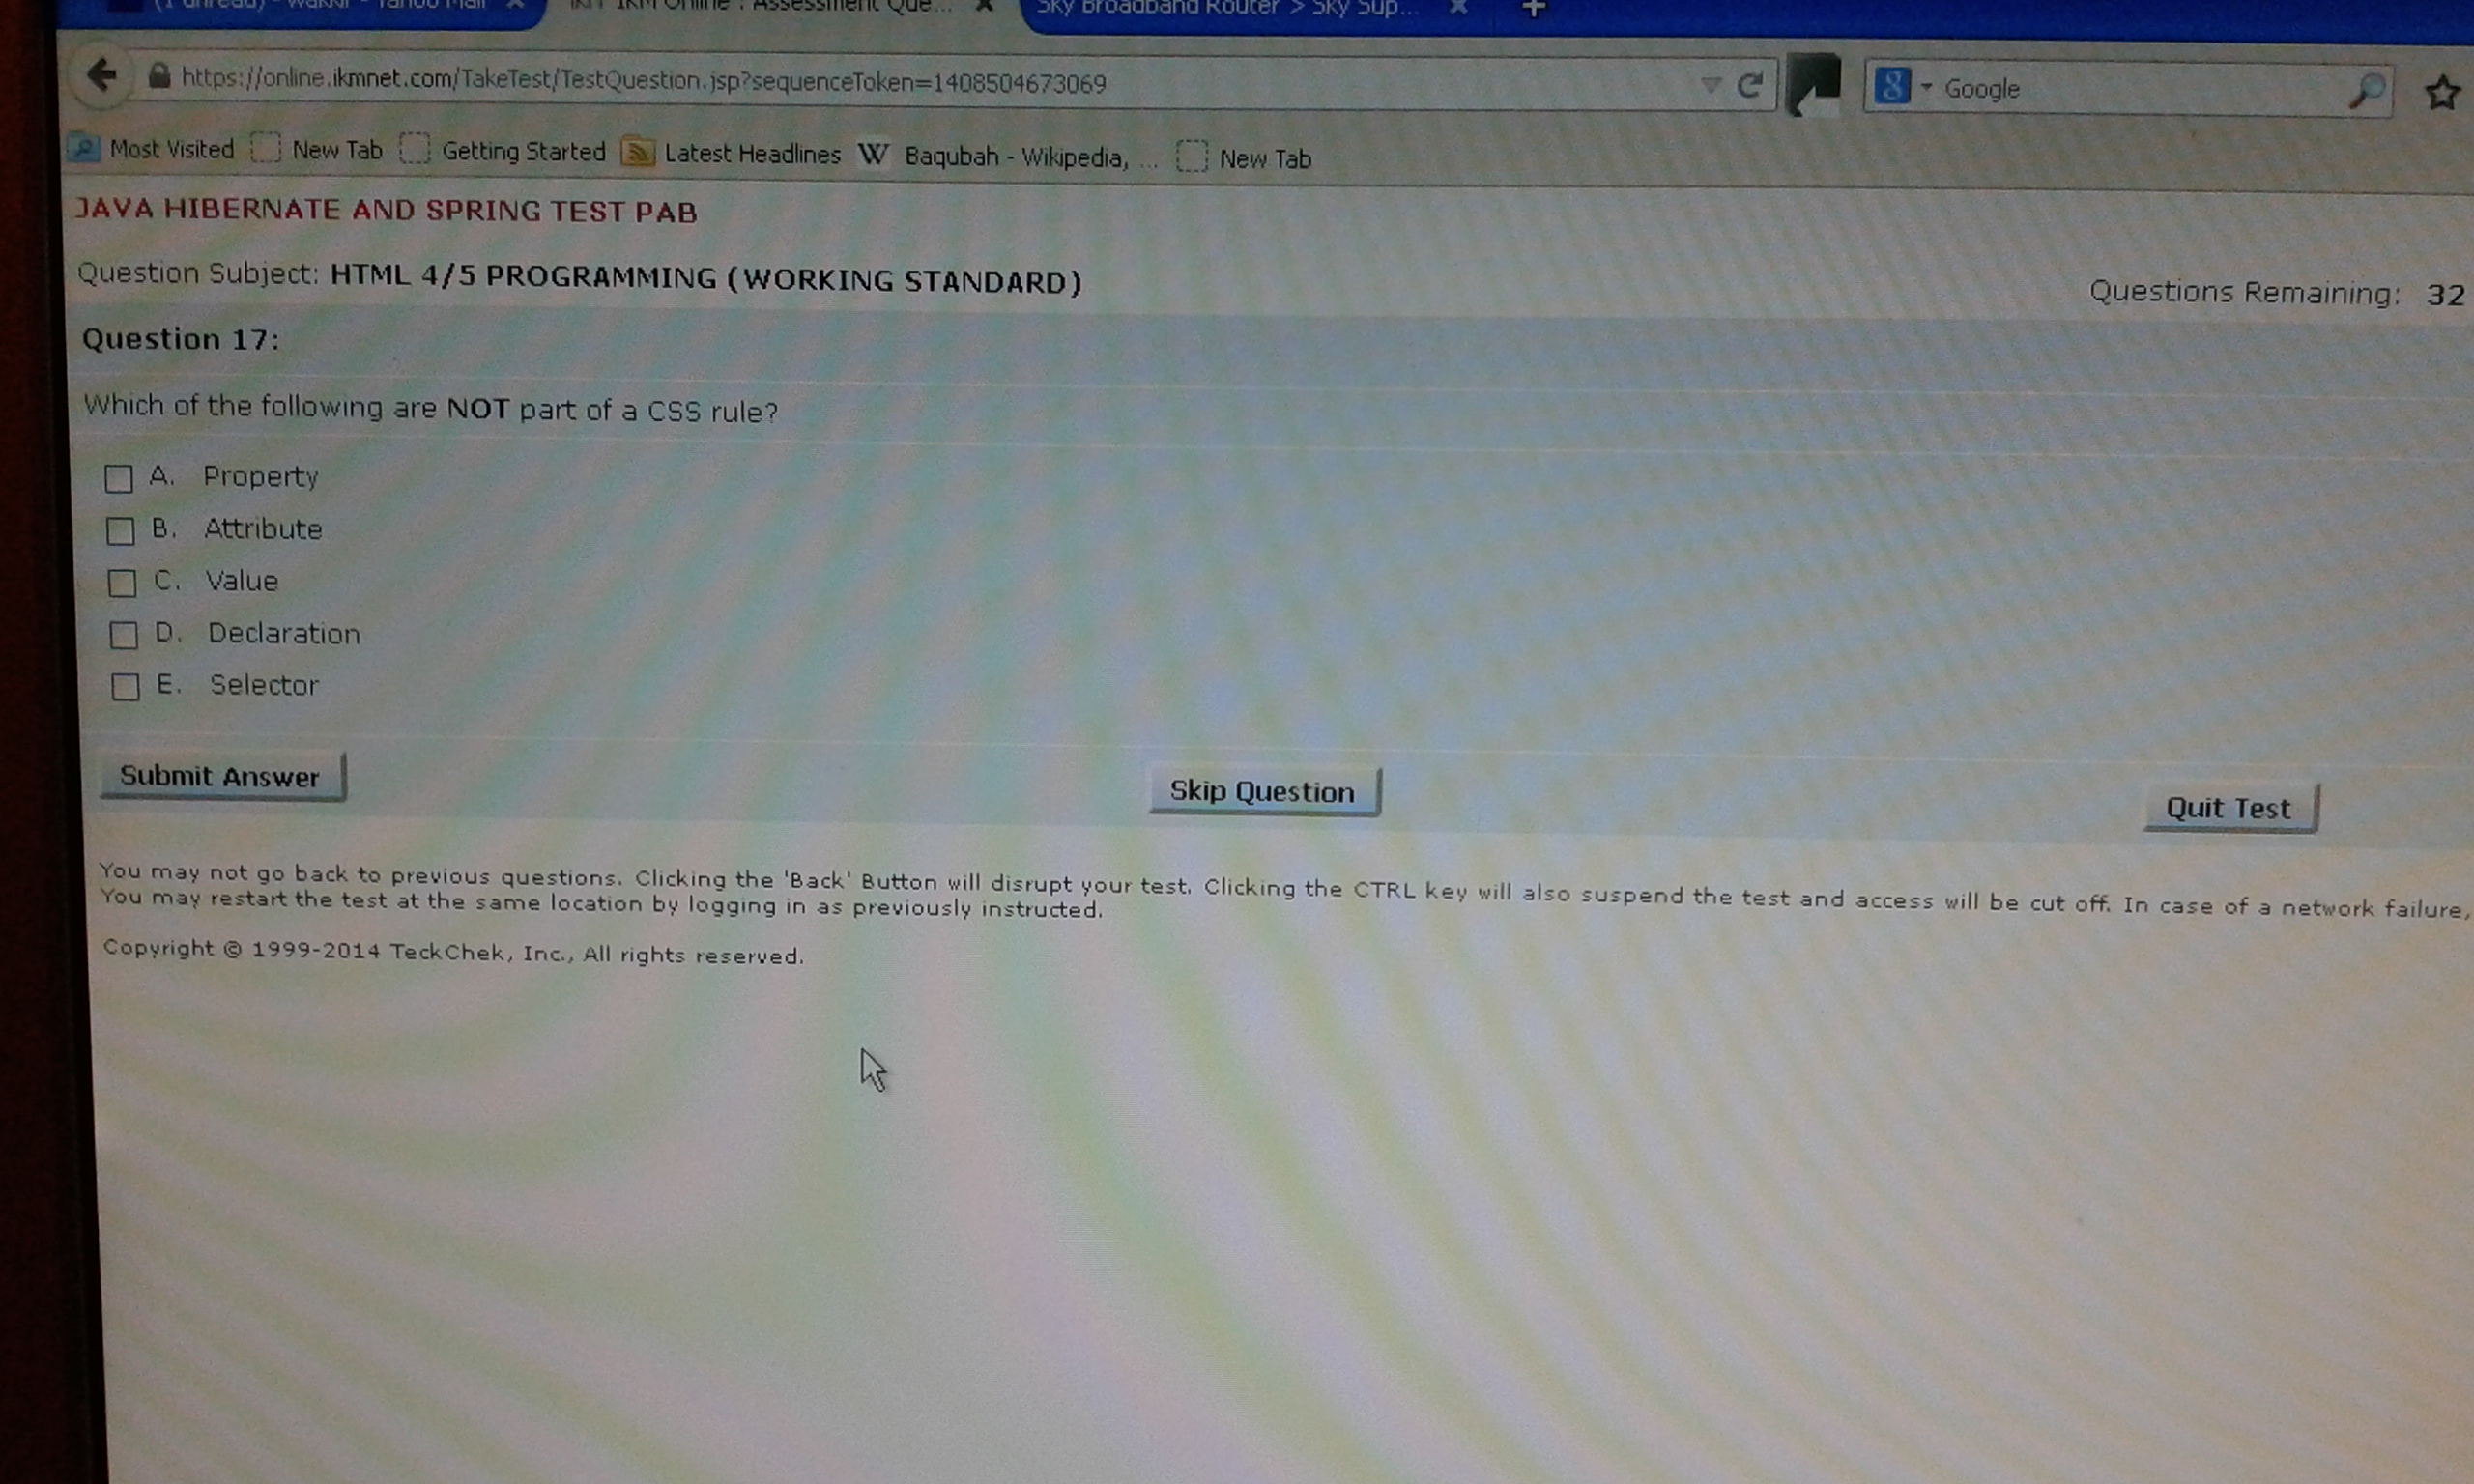 (1 unread) - - Yahoo Mail
IKM Online : Assessment Que...
Sky Broadband Router > Sky Sup...
https://online.ikmnet.com/TakeTest/TestQuestion.jsp?sequenceToken=1408504673069
Google
Most Visited New Tab Getting Started Latest Headlines W Baqubah - Wikipedia, ... New Tab
JAVA HIBERNATE AND SPRING TEST PAB
Question Subject: HTML 4/5 PROGRAMMING (WORKING STANDARD)
Questions Remaining: 32
Question 17:
Which of the following are NOT part of a CSS rule?
A. Property
B. Attribute
C. Value
D. Declaration
E. Selector
Submit Answer
Skip Question
Quit Test
You may not go back to previous questions. Clicking the 'Back' Button will disrupt your test. Clicking the CTRL key will also suspend the test and access will be cut off. In case of a network failure,
You may restart the test at the same location by logging in as previously instructed.
Copyright © 1999-2014 TeckChek, Inc., All rights reserved.